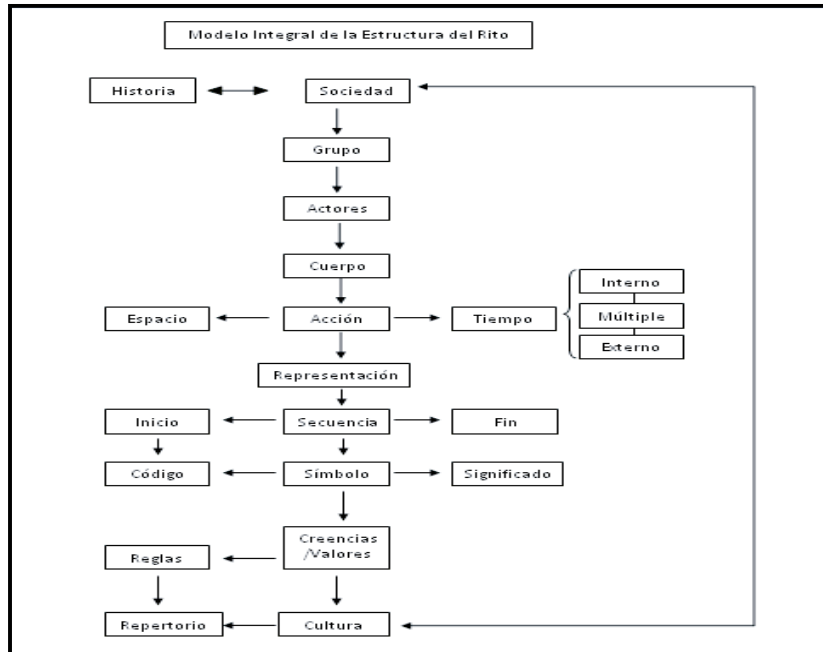 Modelo Integral de la Estructura del Rito
Historia
Sociedad
Grupo
Actores
Cuerpo
Espacio
Acción
Tiempo
Interno
Múltiple
Externo
Representación
Inicio
Secuencia
Fin
Código
Símbolo
Significado
Creencias
/Valores
Reglas
Repertorio
Cultura